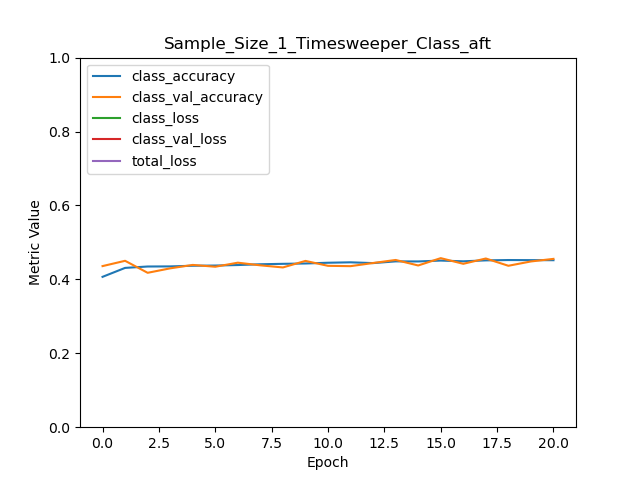 Sample_Size_1_Timesweeper_Class_aft
1.0
0.8
0.6
0.4
0.2
0.0
Metric Value
class_accuracy
class_val_accuracy
class_loss
class_val_loss
total_loss
0.0 2.5 5.0 7.5 10.0 12.5 15.0 17.5 20.0
Epoch